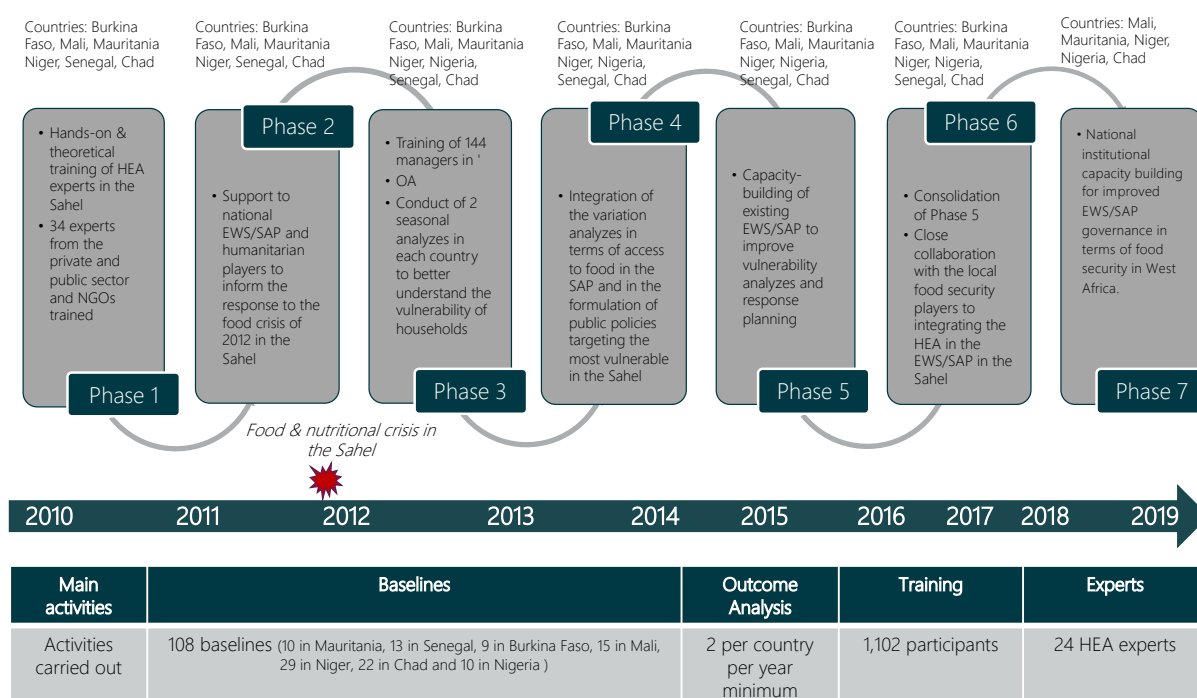 Countries: Burkina
Faso, Mali, Mauritania
Niger, Senegal, Chad
Countries: Burkina
Faso, Mali, Mauritania
Niger, Senegal, Chad
Countries: Burkina
Faso, Mali, Mauritania
Niger, Nigeria,
Senegal, Chad
Countries: Burkina
Faso, Mali, Mauritania
Niger, Nigeria,
Senegal, Chad
Countries: Burkina
Faso, Mali, Mauritania
Niger, Nigeria,
Senegal, Chad
Countries: Burkina
Faso, Mali, Mauritania
Niger, Nigeria,
Senegal, Chad
Countries: Mali,
Mauritania, Niger,
Nigeria, Chad
• Hands-on &
theoretical
training of HEA
experts in the
Sahel
• 34 experts
from the
private and
public sector
and NGOs
trained
Phase 1
Phase 2
• Support to
national
EWS/SAP and
humanitarian
players to
inform the
response to the
food crisis of
2012 in the
Sahel
• Training of 144
managers in '
• OA
• Conduct of 2
seasonal
analyzes in
each country
to better
understand the
vulnerability of
households
Phase 3
Phase 4
• Integration of
the variation
analyzes in
terms of access
to food in the
SAP and in the
formulation of
public policies
targeting the
most vulnerable
in the Sahel
• Capacity-
building of
existing
EWS/SAP to
improve
vulnerability
analyzes and
response
planning
Phase 5
Phase 6
• Consolidation
of Phase 5
• Close
collaboration
with the local
food security
players to
integrating the
HEA in the
EWS/SAP in the
Sahel
• National
institutional
capacity building
for improved
EWS/SAP
governance in
terms of food
security in West
Africa.
Phase 7
Food & nutritional crisis in
the Sahel
2010 2011 2012 2013 2014 2015 2016 2017 2018 2019
Main
activities
Baselines
Outcome
Analysis
Training
Experts
Activities
carried out
108 baselines (10 in Mauritania, 13 in Senegal, 9 in Burkina Faso, 15 in Mali,
29 in Niger, 22 in Chad and 10 in Nigeria )
2 per country
per year
minimum
1,102 participants
24 HEA experts